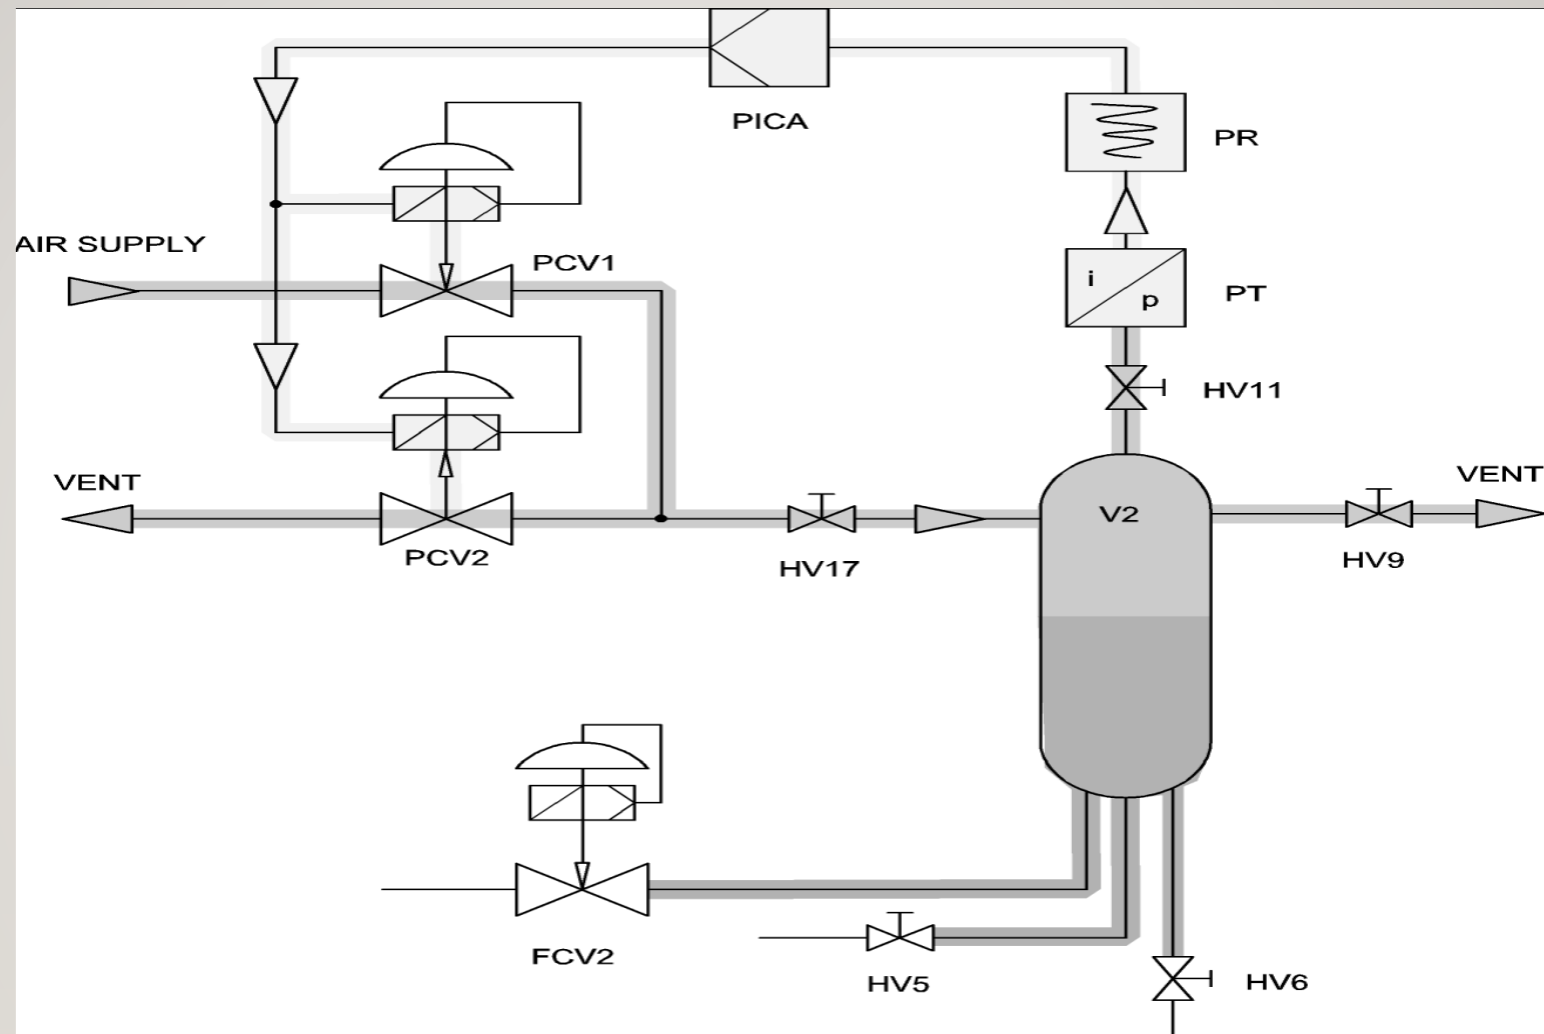 PICA
PR
AIR SUPPLY
PCV1
i
p
PT
HV11
VENT
VENT
V2
PCV2
HV17
HV9
FCV2
HV5
HV6